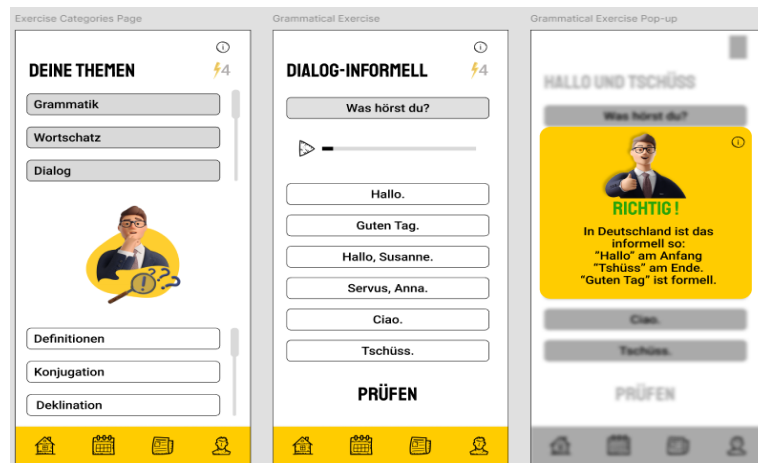 Exercise Categories Page
DEINE THEMEN
4
Grammatik
Wortschatz
Dialog
!???
Definitionen
Konjugation
Deklination
Grammatical Exercise
DIALOG-INFORMELL
4
Was hörst du?
Hallo.
Guten Tag.
Hallo, Susanne.
Servus, Anna.
Ciao.
Tschüss.
PRÜFEN
Grammatical Exercise Pop-up
HALLO UND TSCHÜSS
Was hörst du?
RICHTIG !
In Deutschland ist das
informell so:
"Hallo" am Anfang
"Tshüss" am Ende.
"Guten Tag" ist formell.
Ciao.
Tschüss.
PRÜFEN